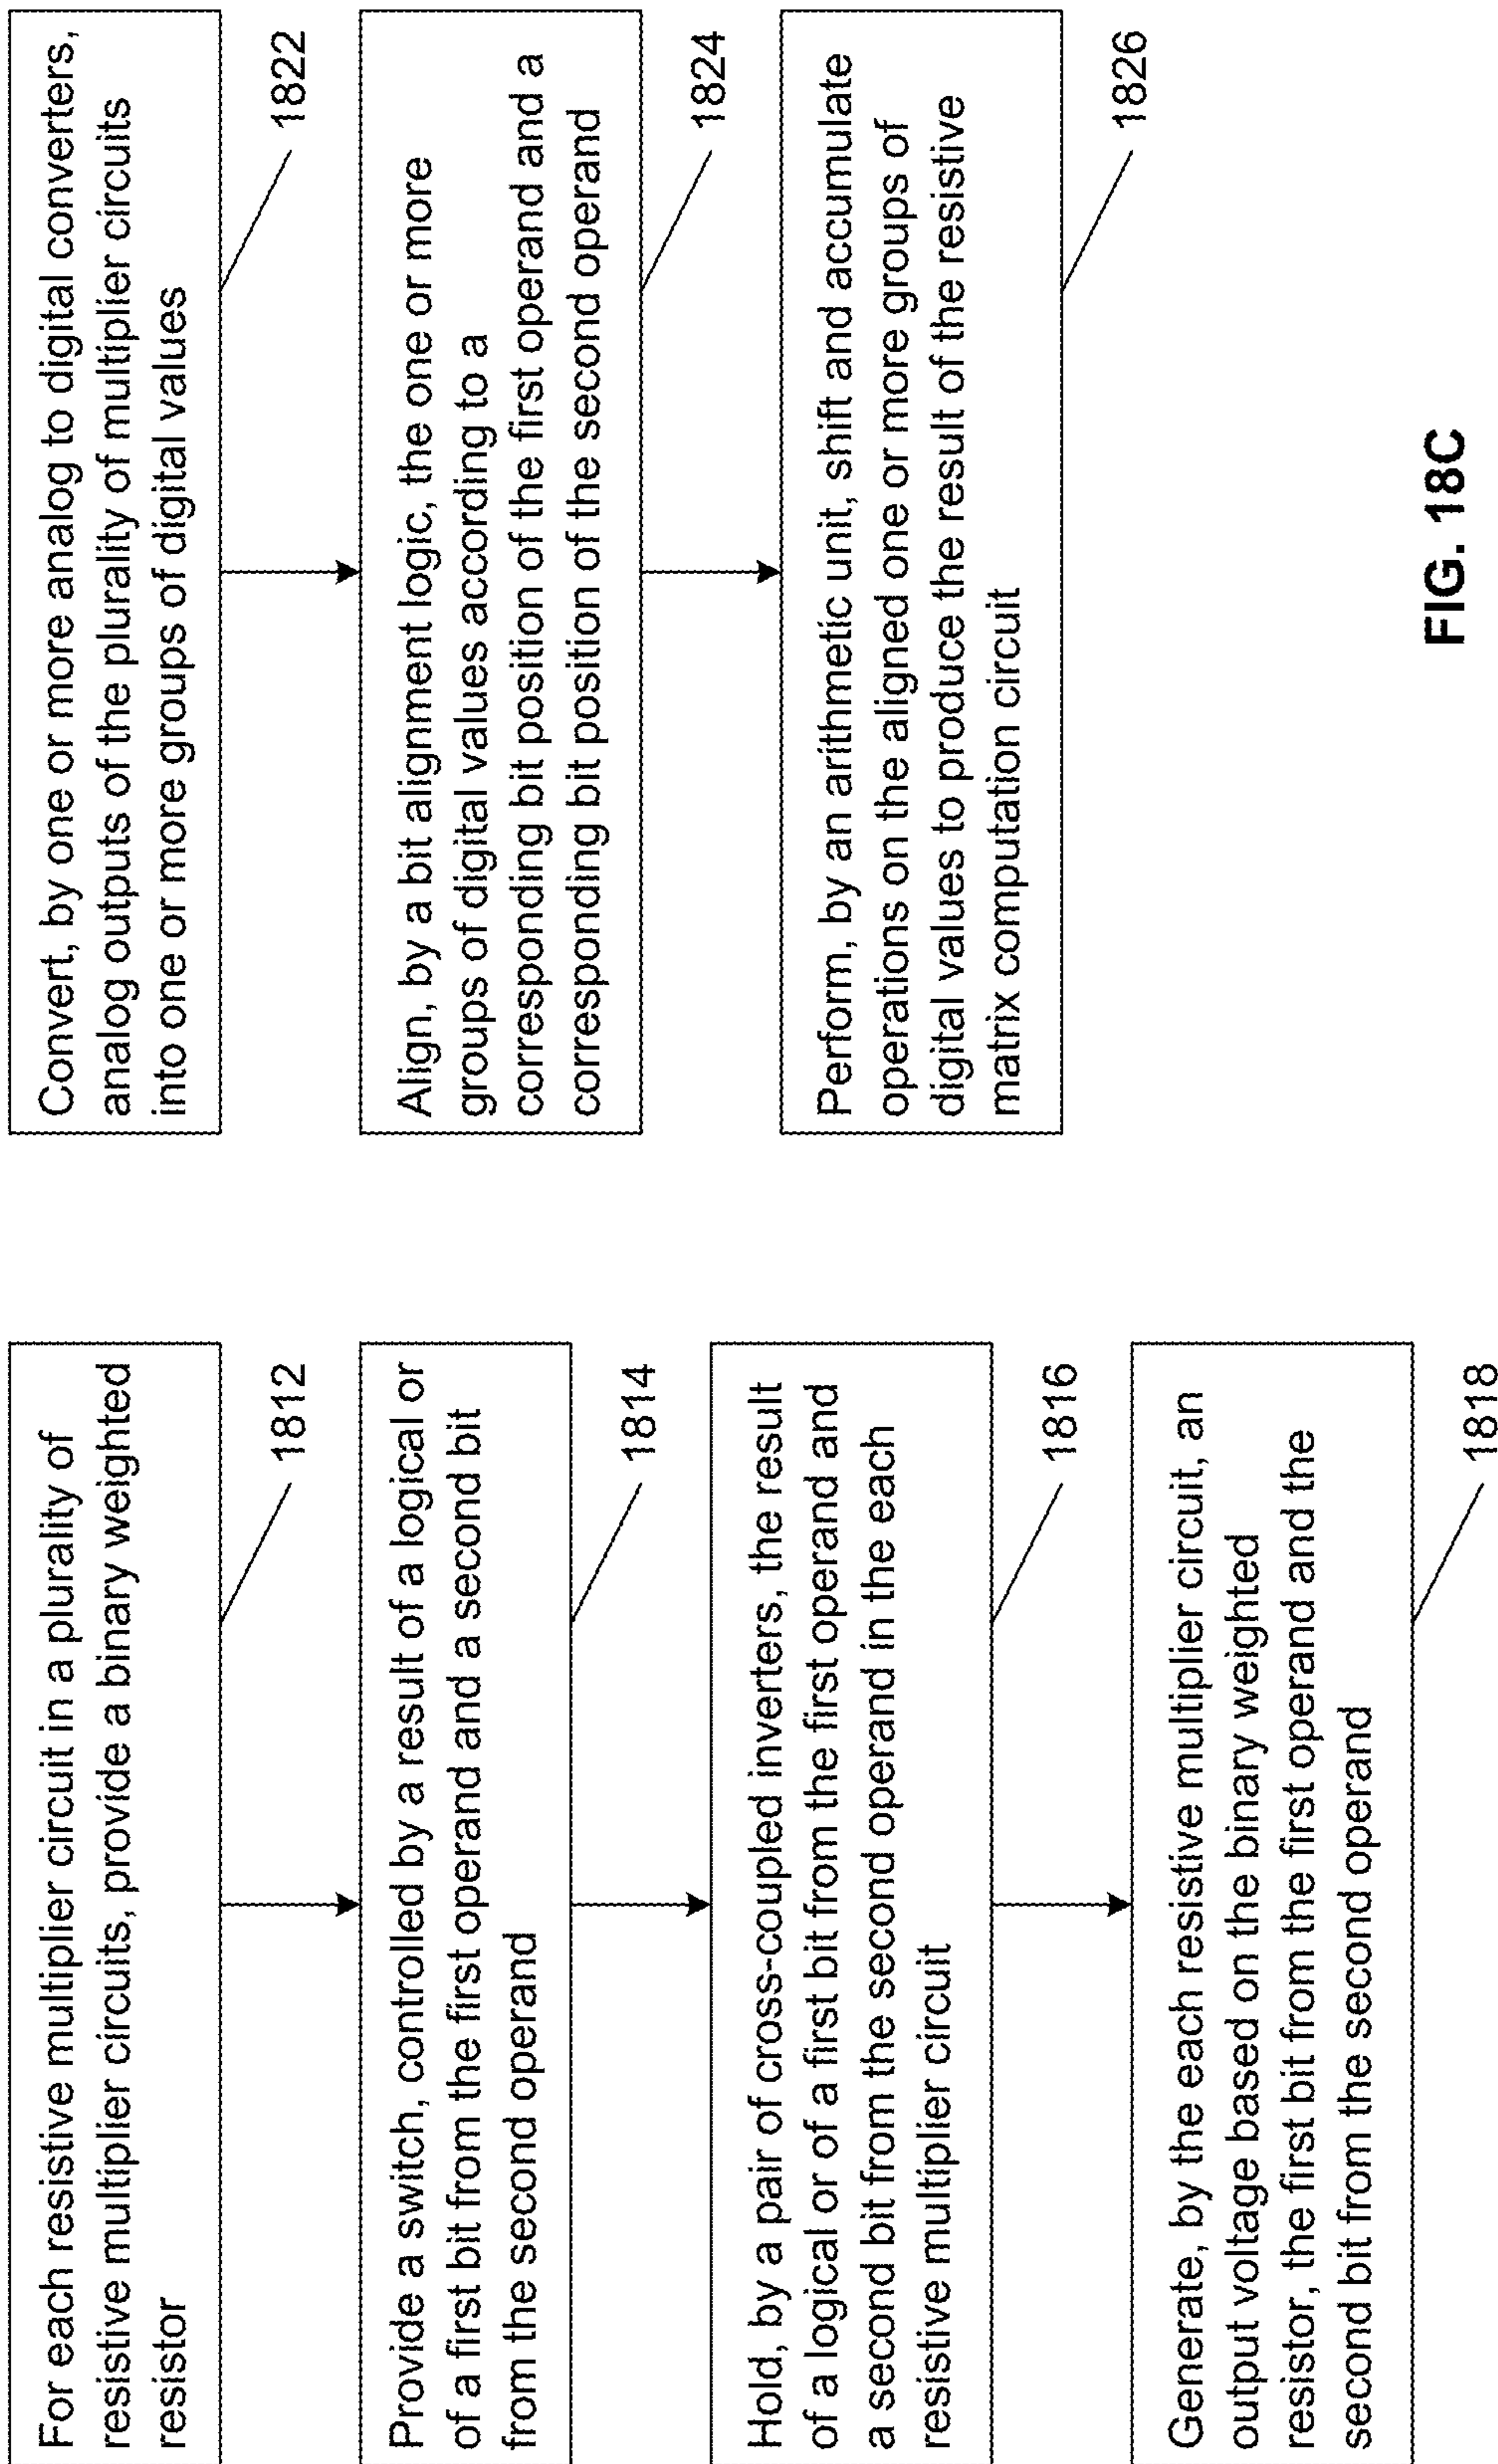 For each resistive multiplier circuit in a plurality of
resistive multiplier circuits, provide a binary weighted
resistor
1812
Provide a switch, controlled by a result of a logical or
of a first bit from the first operand and a second bit
from the second operand
1814
Hold, by a pair of cross-coupled inverters, the result
of a logical or of a first bit from the first operand and
a second bit from the second operand in the each
resistive multiplier circuit
1816
Generate, by the each resistive multiplier circuit, an
output voltage based on the binary weighted
resistor, the first bit from the first operand and the
second bit from the second operand
1818
Convert, by one or more analog to digital converters,
analog outputs of the plurality of multiplier circuits
into one or more groups of digital values
1822
Align, by a bit alignment logic, the one or more
groups of digital values according to a
corresponding bit position of the first operand and a
corresponding bit position of the second operand
1824
Perform, by an arithmetic unit, shift and accumulate
operations on the aligned one or more groups of
digital values to produce the result of the resistive
matrix computation circuit
1826
FIG. 18C